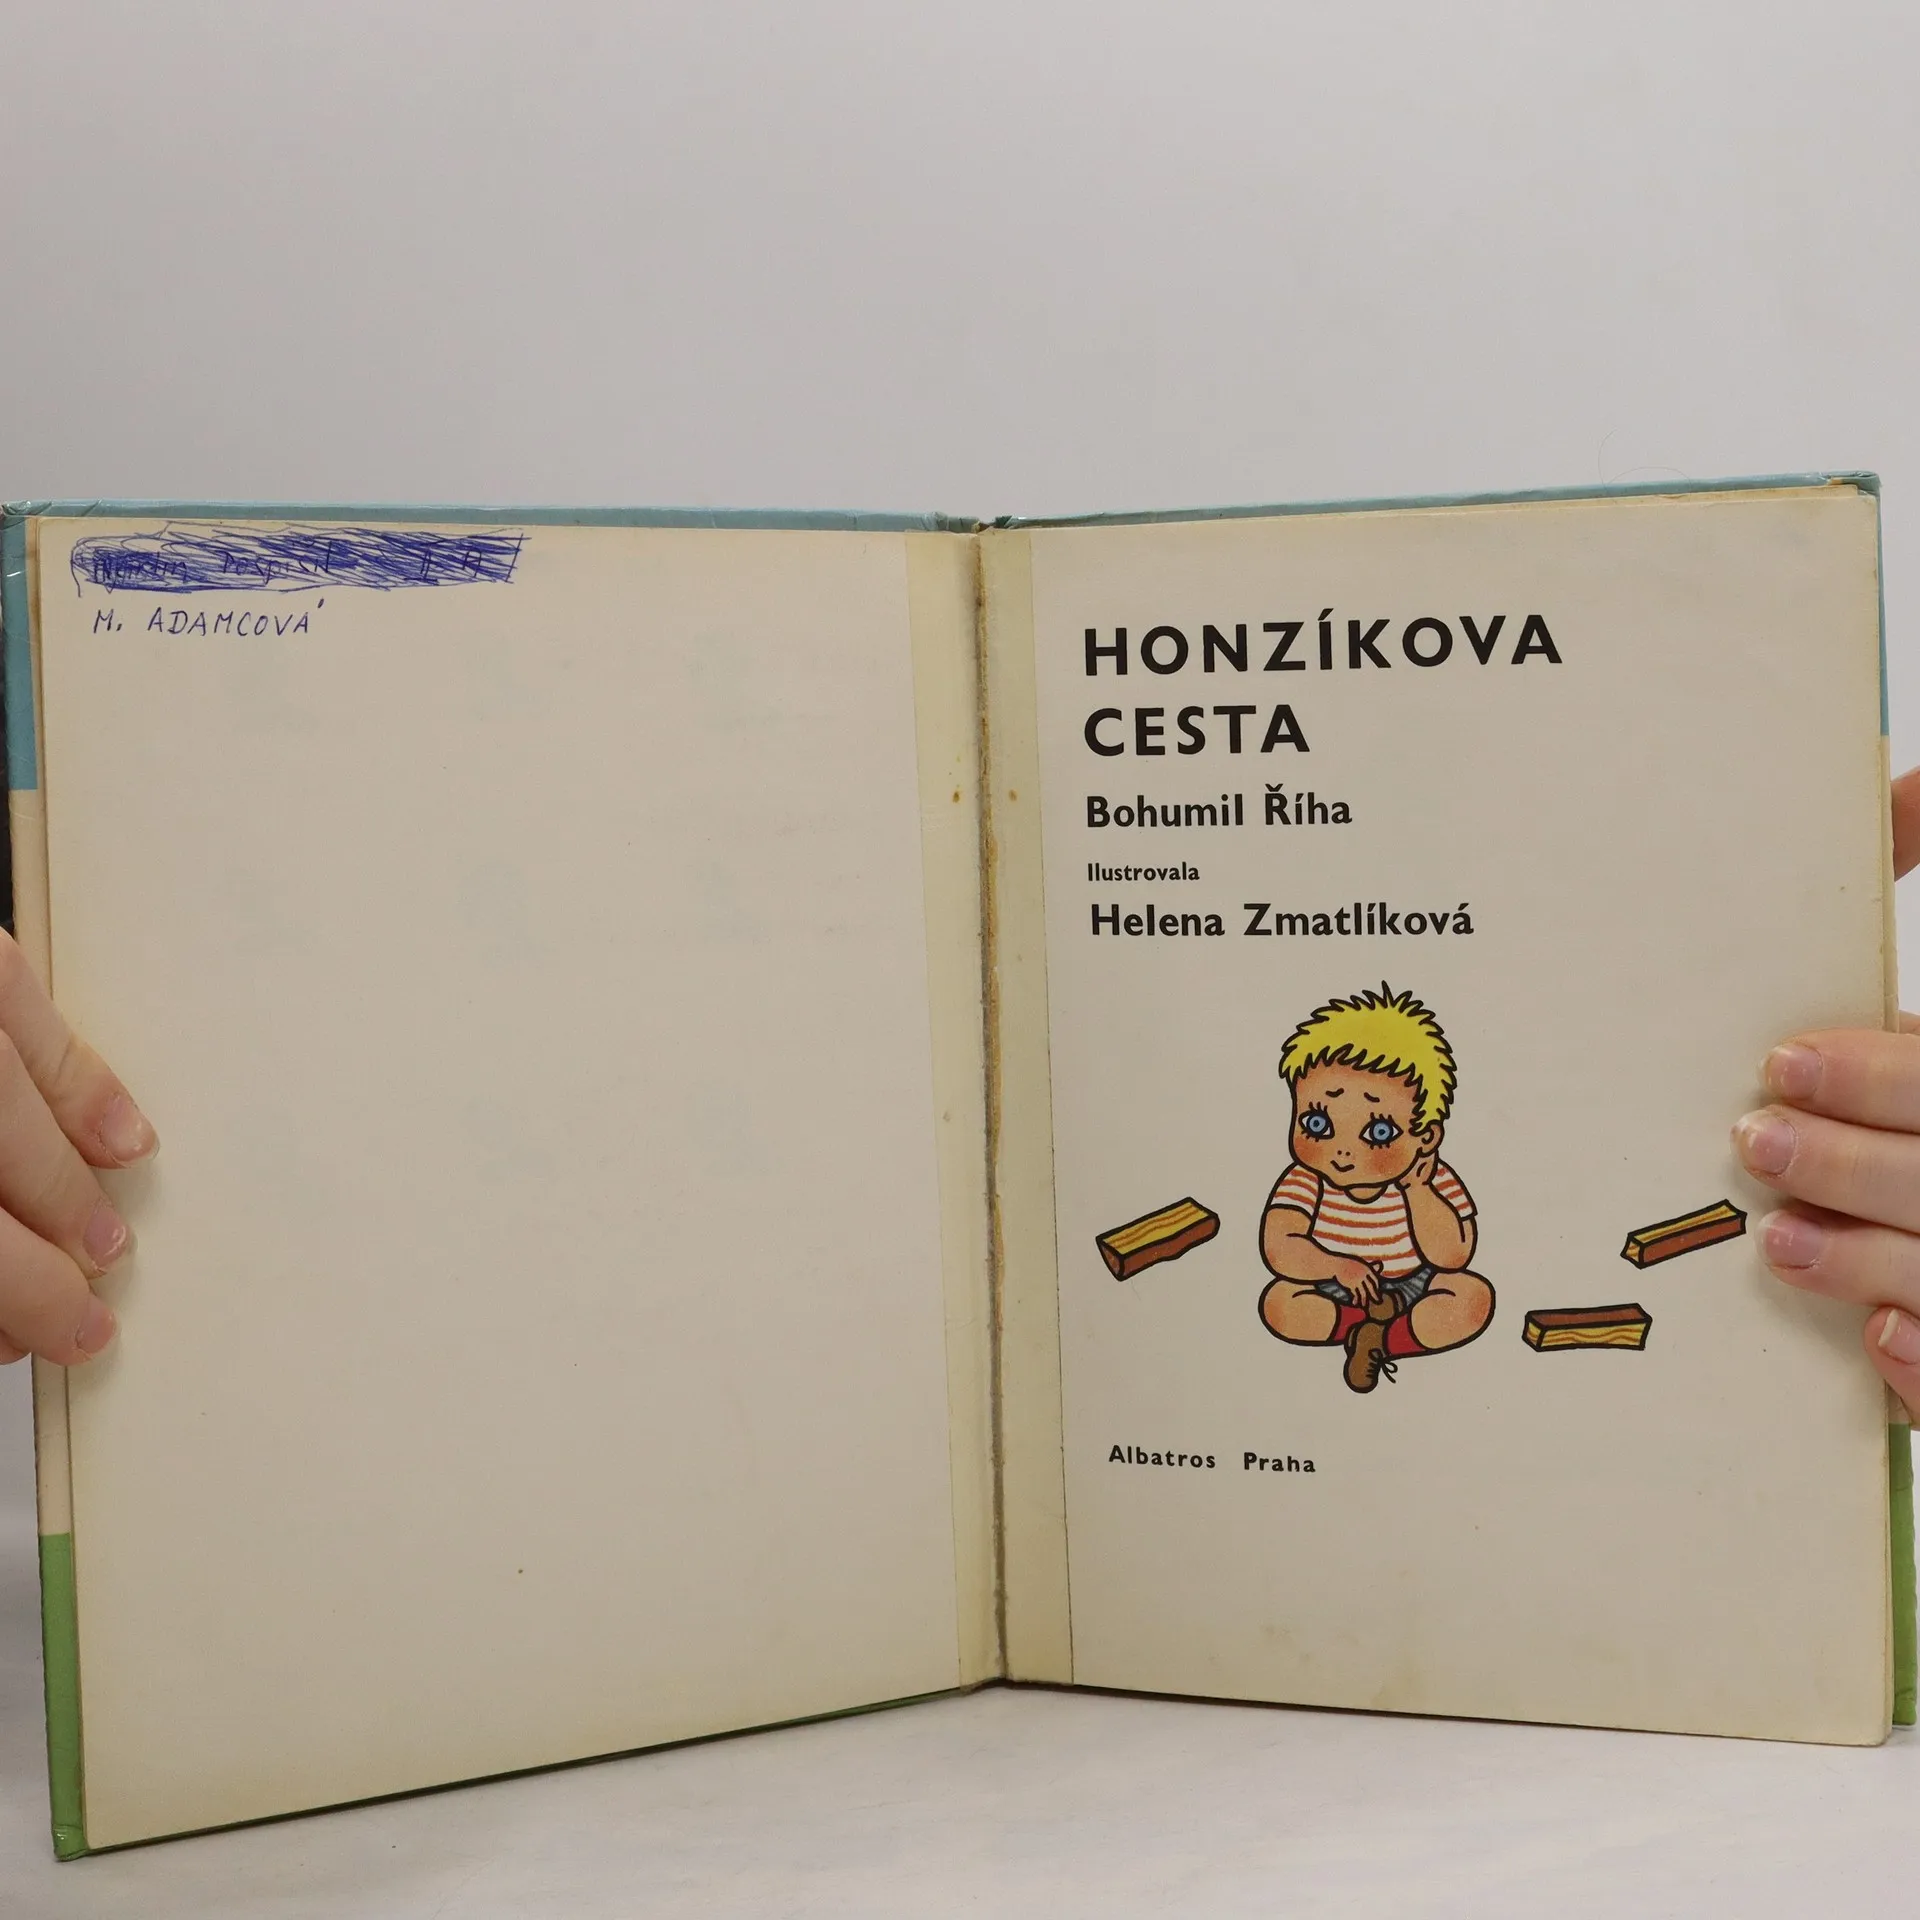 M. ADAMCOVÁ
HONZÍKOVA
CESTA
Bohumil Říha
Ilustrovala
Helena Zmatlíková
Albatros Praha